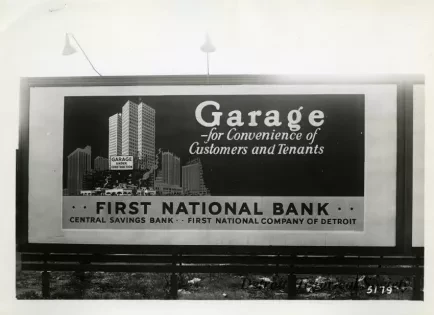 Garage
-for Convenience of
Customers and Tenants
GARAGE
·· FIRST NATIONAL BANK ··
CENTRAL SAVINGS BANK ·· FIRST NATIONAL COMPANY OF DETROIT
5179